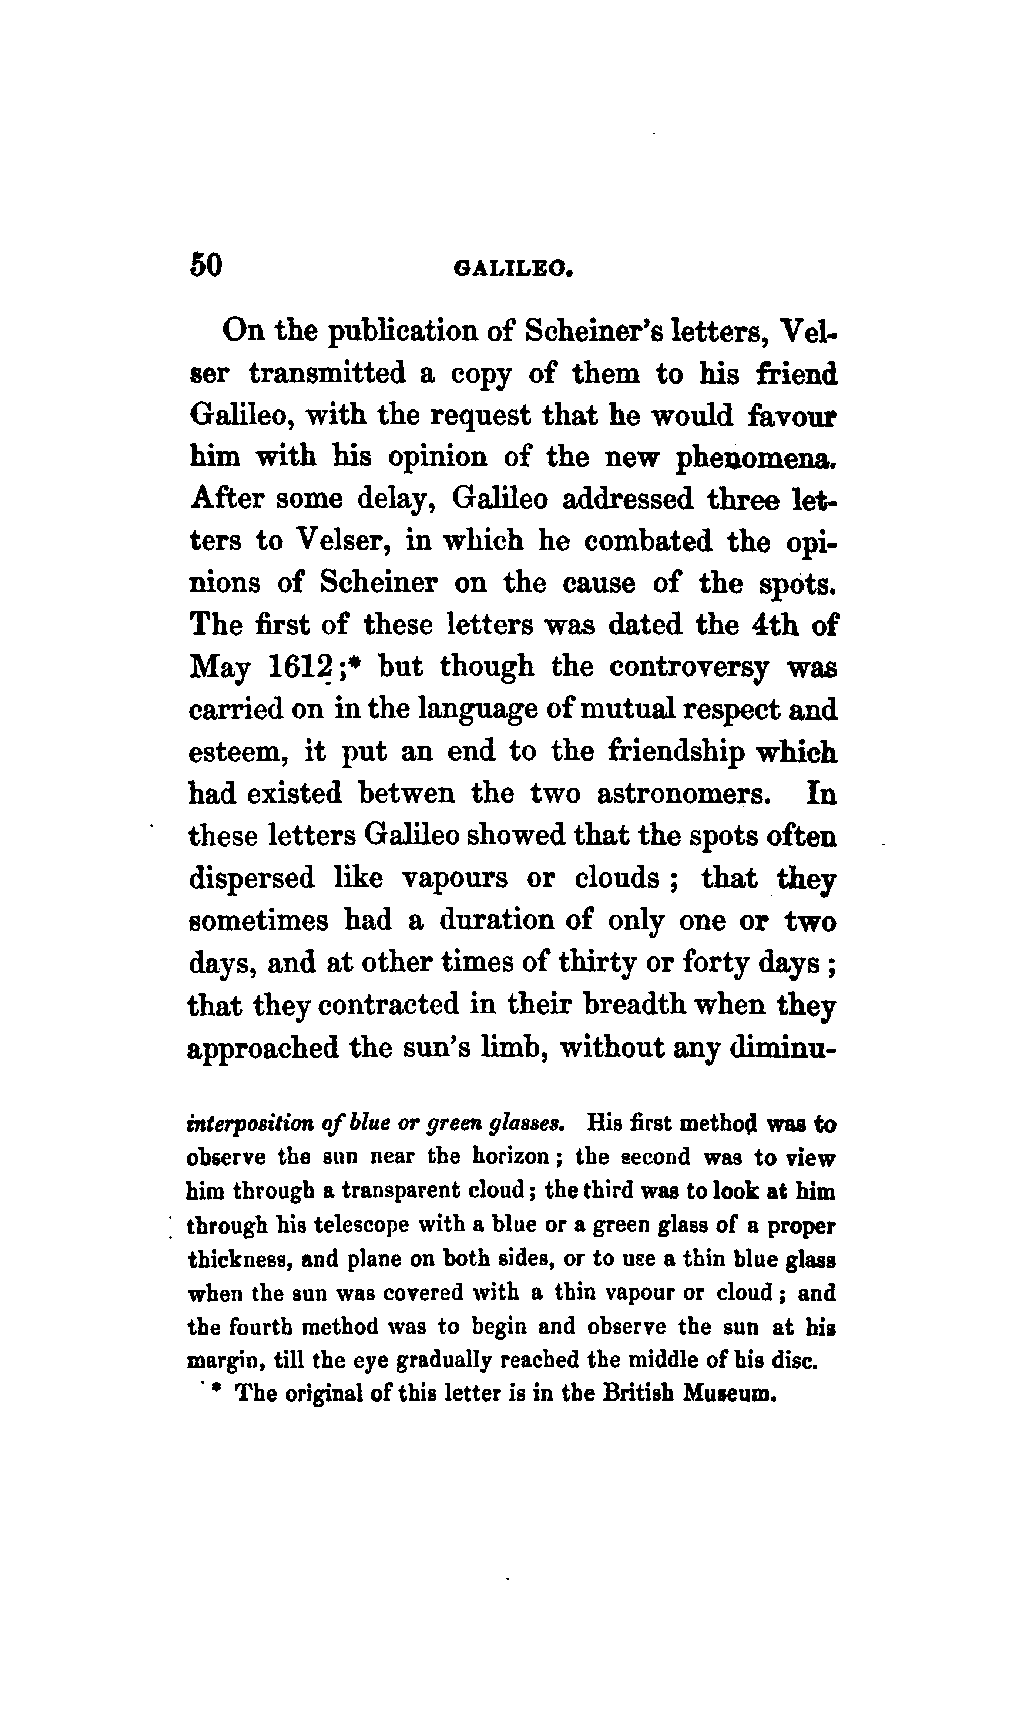 50 GALILEO.
On the publication of Scheiner's letters, Vel-
ser transmitted a copy of them to his friend
Galileo, with the request that he would favour
him with his opinion of the new phenomena.
After some delay, Galileo addressed three let-
ters to Velser, in which he combated the opi-
nions of Scheiner on the cause of the spots.
The first of these letters was dated the 4th of
May 1612;* but though the controversy was
carried on in the language of mutual respect and
esteem, it put an end to the friendship which
had existed betwen the two astronomers. In
these letters Galileo showed that the spots often
dispersed like vapours or clouds; that they
sometimes had a duration of only one or two
days, and at other times of thirty or forty days;
that they contracted in their breadth when they
approached the sun's limb, without any diminu-
interposition of blue or green glasses. His first method was to
observe the sun near the horizon; the second was to view
him through a transparent cloud; the third was to look at him
through his telescope with a blue or a green glass of a proper
thickness, and plane on both sides, or to use a thin blue glass
when the sun was covered with a thin vapour or cloud; and
the fourth method was to begin and observe the sun at his
margin, till the eye gradually reached the middle of his disc.
* The original of this letter is in the British Museum.